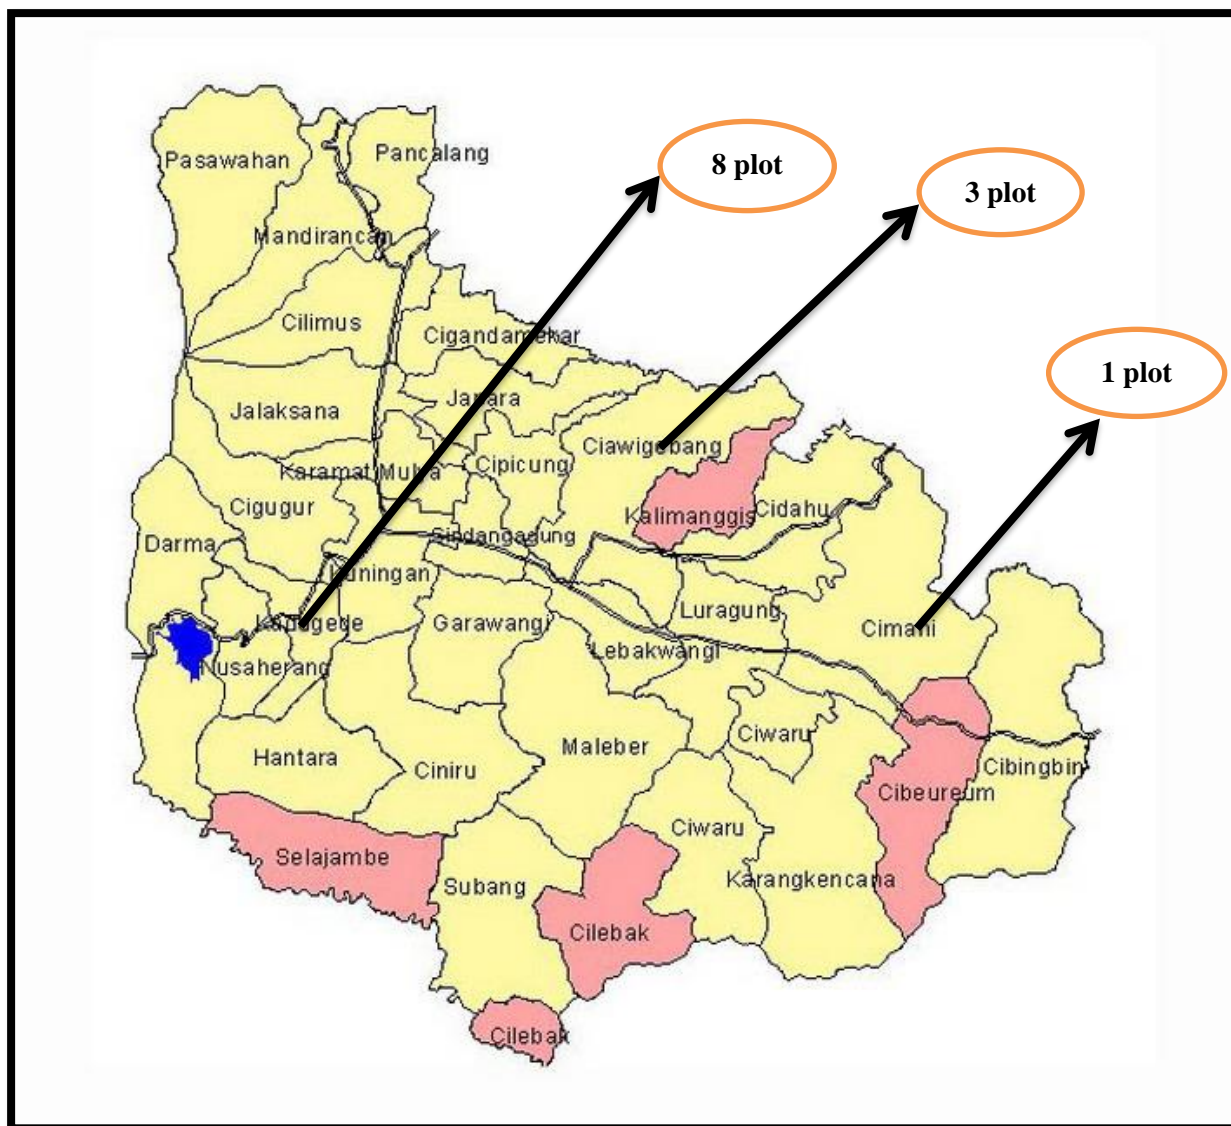 Pasawahan
Pancalang
8 plot
3 plot
Mandirancan
Cilimus
Cigandamekar
1 plot
Jalaksana
Japara
Ciawigebang
Karamat Mulya
Cipicung
Cigugur
Kalimanggis
Cidahu
Darma
Sindangagung
Kuningan
Luragung
Kadugede
Garawangi
Cimahi
Nusaherang
Lebakwangi
Hantara
Ciniru
Maleber
Ciwaru
Cibingbin
Cibeureum
Selajambe
Ciwaru
Subang
Karangkencana
Cilebak
Cilebak